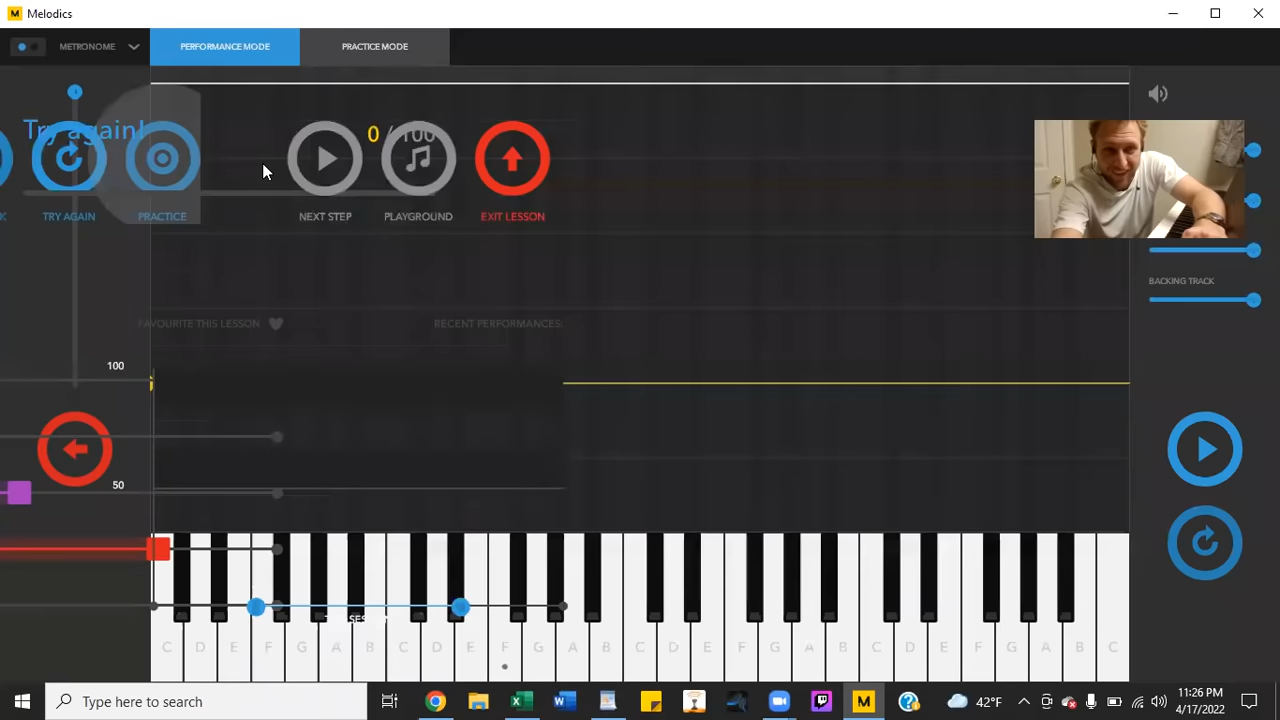 Melodics
METRONOME
PERFORMANCE MODE
PRACTICE MODE
Try again!
0 / 100
TRY AGAIN
PRACTICE
NEXT STEP
PLAYGROUND
EXIT LESSON
BACKING TRACK
FAVOURITE THIS LESSON
RECENT PERFORMANCES:
100
50
C D E F G A B C D E F G A B C D E F G A B C D E F G A B C
Type here to search
42°F
11:26 PM
4/17/2022